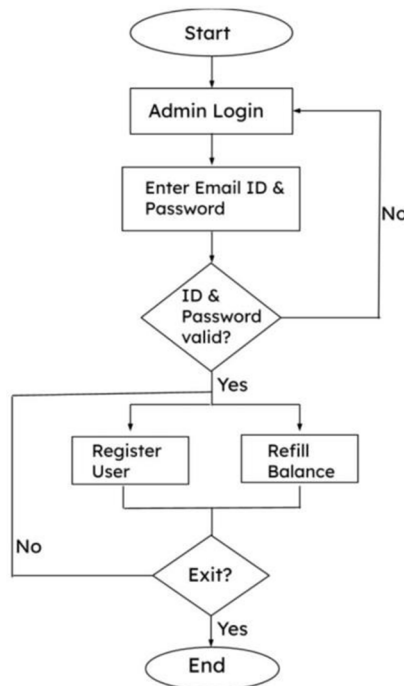 Start
Admin Login
Enter Email ID &
Password
No
ID &
Password
valid?
Yes
Register
User
Refill
Balance
No
Exit?
Yes
End